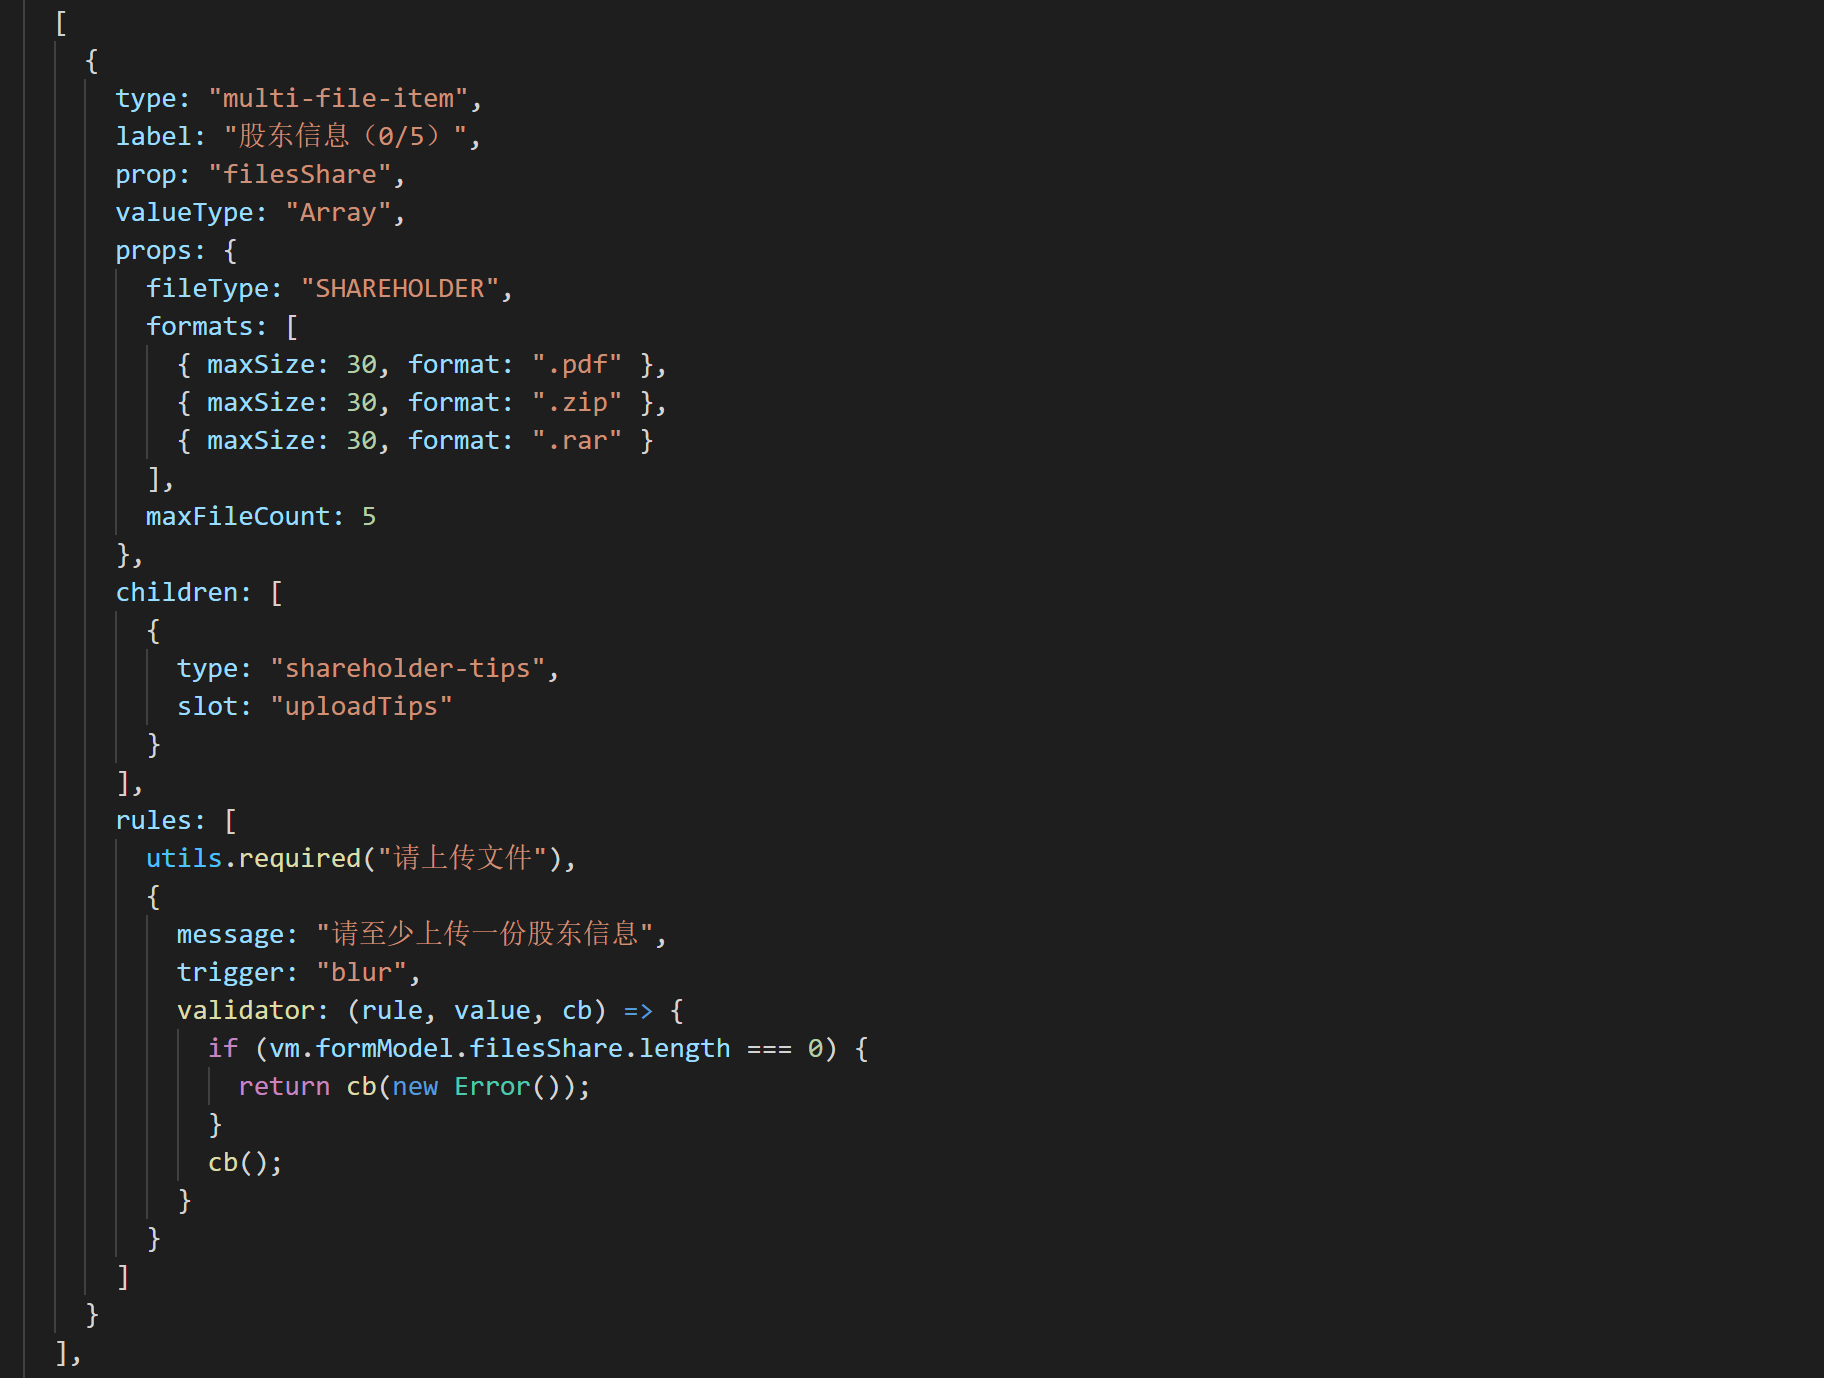 [
{
type: "multi-file-item",
label: "股东信息（0/5）",
prop: "filesShare",
valueType: "Array",
props: {
fileType: "SHAREHOLDER",
formats: [
{ maxSize: 30, format: ".pdf" },
{ maxSize: 30, format: ".zip" },
{ maxSize: 30, format: ".rar" }
],
maxFileCount: 5
},
children: [
{
type: "shareholder-tips",
slot: "uploadTips"
}
],
rules: [
utils.required("请上传文件"),
{
message: "请至少上传一份股东信息",
trigger: "blur",
validator: (rule, value, cb) => {
if (vm.formModel.filesShare.length === 0) {
return cb(new Error());
}
cb();
}
}
]
}
],